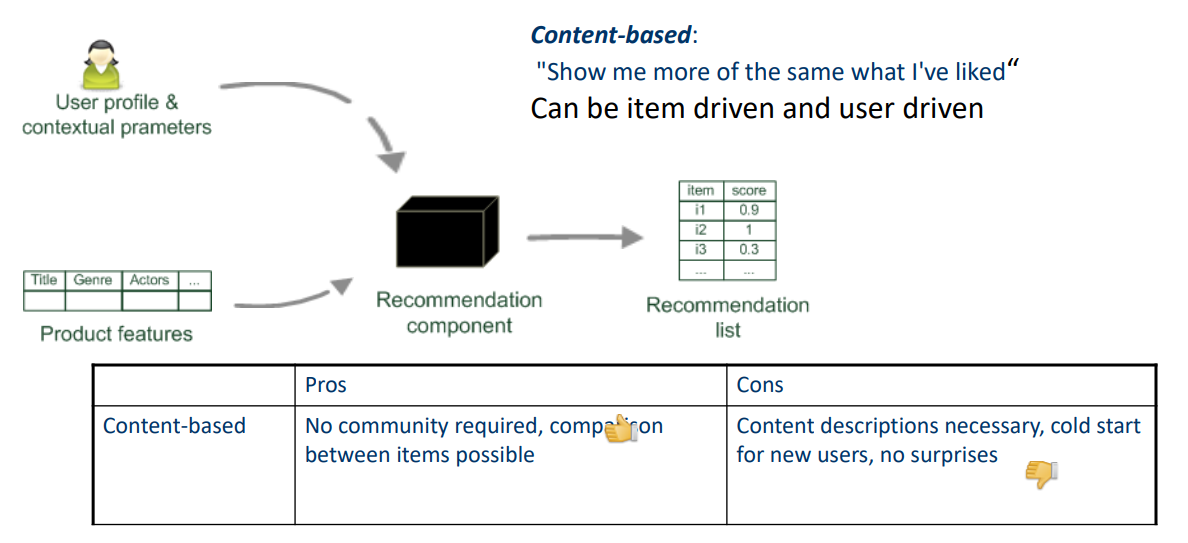 Content-based:
"Show me more of the same what I've liked“
Can be item driven and user driven
User profile &
contextual prameters
Title Genre Actors ...
Product features
Recommendation
component
item score
i1 0.9
i2 1
i3 0.3
... ...
Recommendation
list
Pros Cons
Content-based
No community required, comparison
between items possible
Content descriptions necessary, cold start
for new users, no surprises